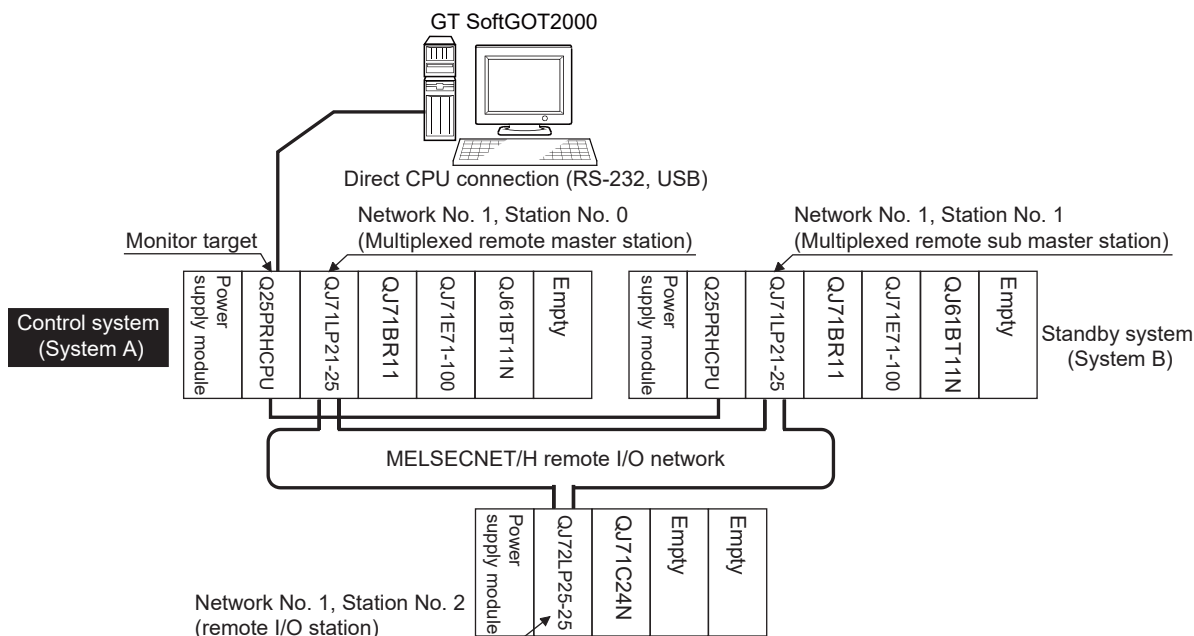 GT SoftGOT2000
Direct CPU connection (RS-232, USB)
Network No. 1, Station No. 0
(Multiplexed remote master station)
Network No. 1, Station No. 1
(Multiplexed remote sub master station)
Monitor target
Control system
(System A)
Power
supply module
Q25PRHCPU
QJ71LP21-25
QJ71BR11
QJ71E71-100
QJ61BT11N
Empty
Power
supply module
Q25PRHCPU
QJ71LP21-25
QJ71BR11
QJ71E71-100
QJ61BT11N
Empty
Standby system
(System B)
MELSECNET/H remote I/O network
Power
supply module
QJ72LP25-25
QJ71C24N
Empty
Empty
Network No. 1, Station No. 2
(remote I/O station)